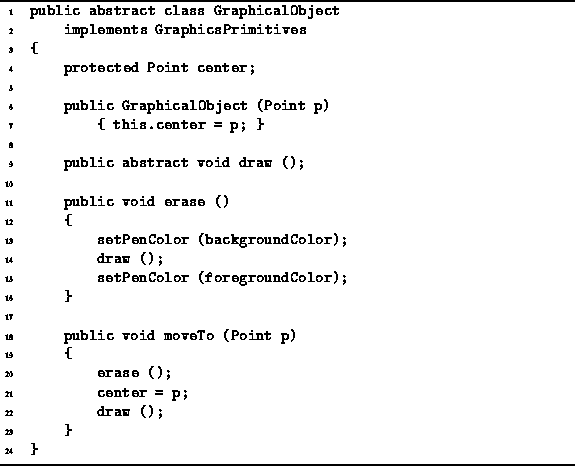 1 public abstract class GraphicalObject
2 implements GraphicsPrimitives
3 {
4 protected Point center;
5
6 public GraphicalObject (Point p)
7 { this.center = p; }
8
9 public abstract void draw ();
10
11 public void erase ()
12 {
13 setPenColor (backgroundColor);
14 draw ();
15 setPenColor (foregroundColor);
16 }
17
18 public void moveTo (Point p)
19 {
20 erase ();
21 center = p;
22 draw ();
23 }
24 }